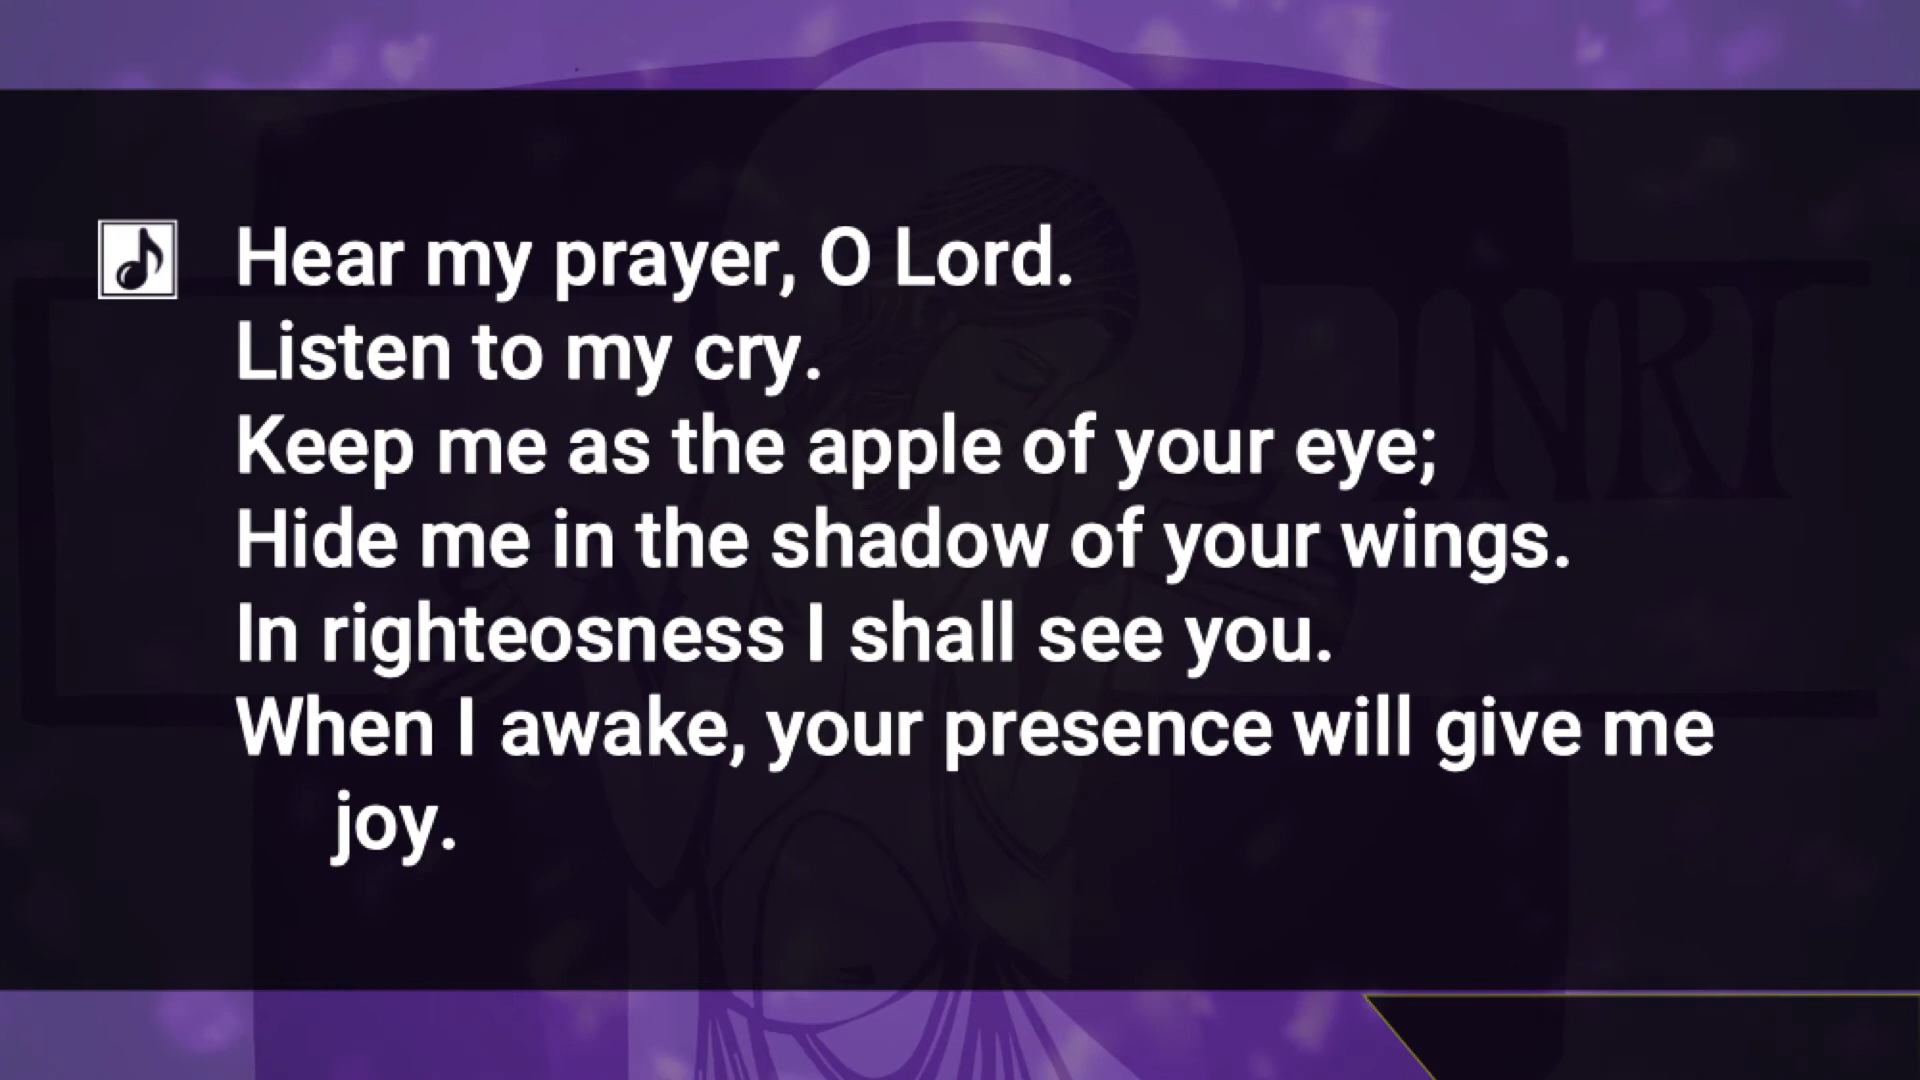 Hear my prayer, O Lord.
Listen to my cry.
Keep me as the apple of your eye;
Hide me in the shadow of your wings.
In righteosness I shall see you.
When I awake, your presence will give me
joy.
INRI